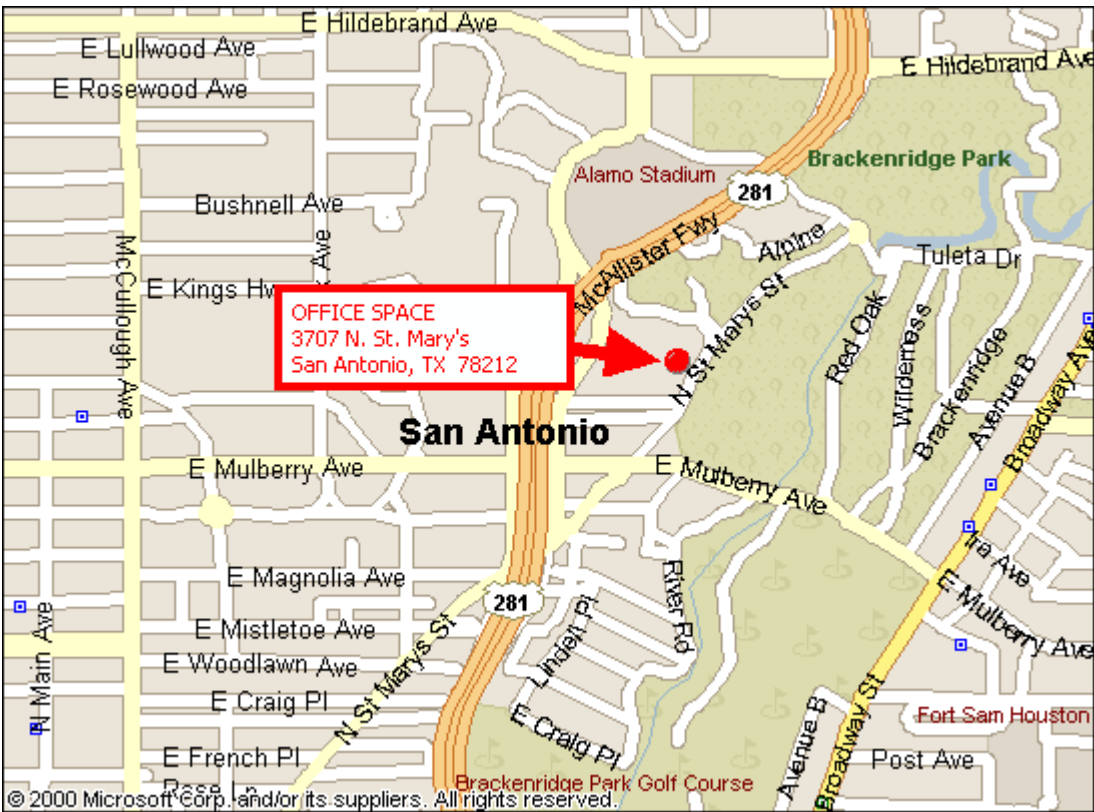 E Hildebrand Ave
E Lullwood Ave
E Hildebrand Ave
E Rosewood Ave
Brackenridge Park
Alamo Stadium
281
Bushnell Ave
McCullough Ave
Ave
McAllister Fwy
Alpine
Tuleta Dr
E Kings Hw
OFFICE SPACE
3707 N. St. Mary's
San Antonio, TX 78212
N St Marys St
Red Oak
Wilderness
Brackenridge
Avenue B
Broadway Ave
San Antonio
E Mulberry Ave
E Mulberry Ave
Ira Ave
E Magnolia Ave
281
River Rd
E Mulberry Ave
Lindell Pl
N Main Ave
E Mistletoe Ave
E Woodlawn Ave
N St Marys St
E Craig Pl
E Craig Pl
Avenue B
Broadway St
Fort Sam Houston
E French Pl
Post Ave
Brackenridge Park Golf Course
Rose Ln
© 2000 Microsoft Corp. and/or its suppliers. All rights reserved.